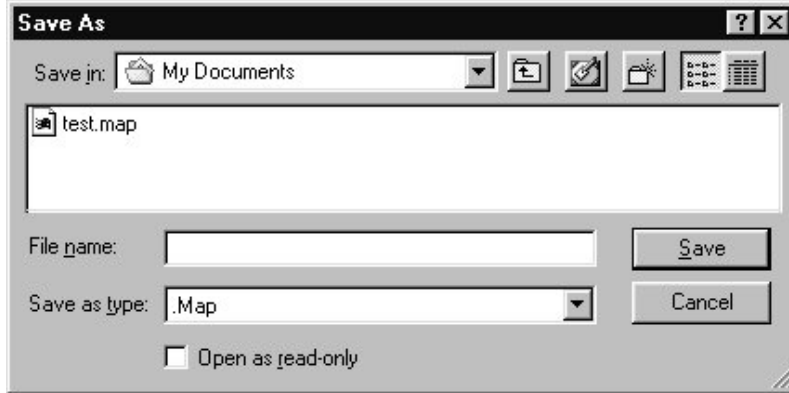 Save As
Save in: My Documents
test.map
File name: Save
Save as type: .Map Cancel
Open as read-only